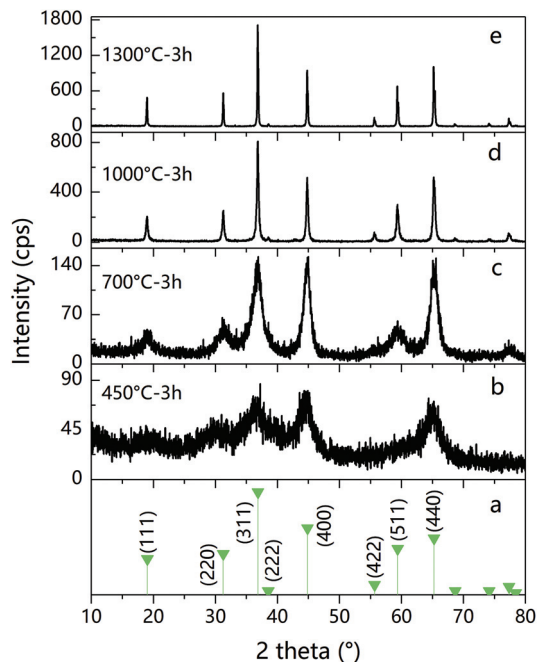 1800
1200
600
0
1300°C-3h
e
800
400
0
1000°C-3h
d
140
70
0
700°C-3h
c
90
45
0
450°C-3h
b
a
(111)
(220)
(311)
(222)
(400)
(422)
(511)
(440)
10 20 30 40 50 60 70 80
2 theta (°)
Intensity (cps)